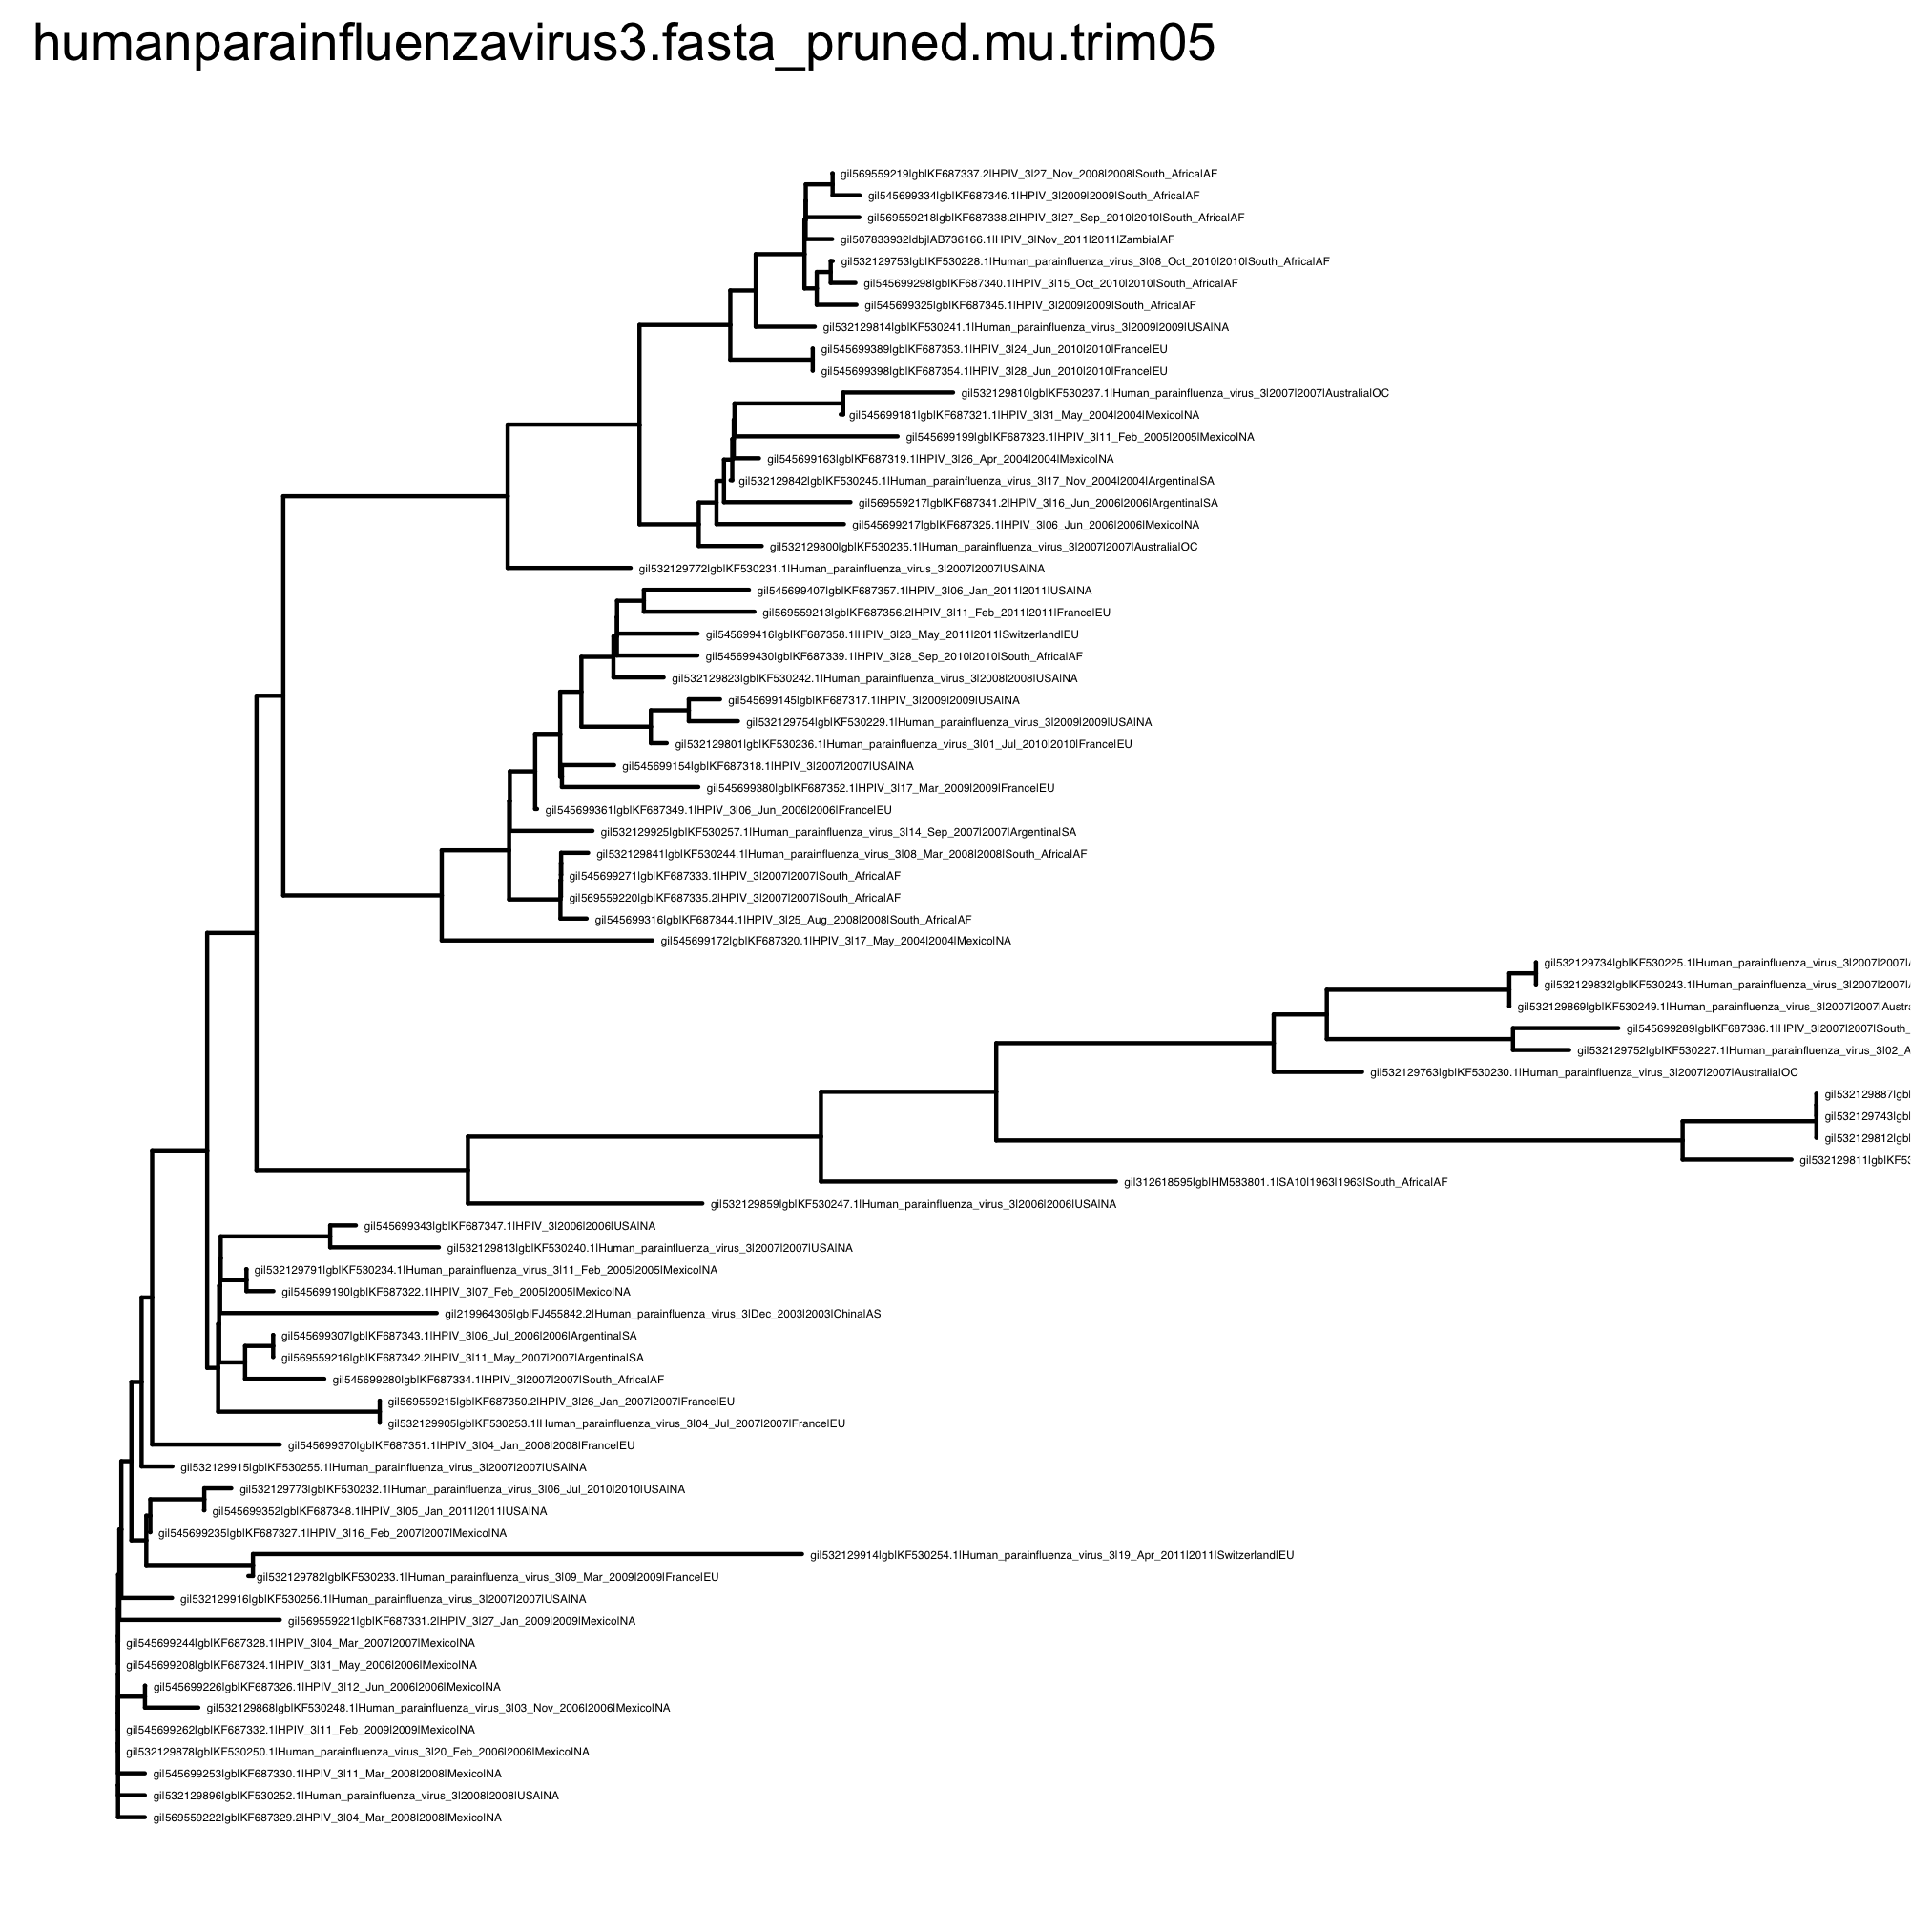 humanparainfluenzavirus3.fasta_pruned.mu.trim05
gi|569559219|gb|KF687337.2|HPIV_3|27_Nov_2008|2008|South_Africa|AF
gi|545699334|gb|KF687346.1|HPIV_3|2009|2009|South_Africa|AF
gi|569559218|gb|KF687338.2|HPIV_3|27_Sep_2010|2010|South_Africa|AF
gi|507833932|dbj|AB736166.1|HPIV_3|Nov_2011|2011|Zambia|AF
gi|532129753|gb|KF530228.1|Human_parainfluenza_virus_3|08_Oct_2010|2010|South_Africa|AF
gi|545699298|gb|KF687340.1|HPIV_3|15_Oct_2010|2010|South_Africa|AF
gi|545699325|gb|KF687345.1|HPIV_3|2009|2009|South_Africa|AF
gi|532129814|gb|KF530241.1|Human_parainfluenza_virus_3|2009|2009|USA|NA
gi|545699389|gb|KF687353.1|HPIV_3|24_Jun_2010|2010|France|EU
gi|545699398|gb|KF687354.1|HPIV_3|28_Jun_2010|2010|France|EU
gi|532129810|gb|KF530237.1|Human_parainfluenza_virus_3|2007|2007|Australia|OC
gi|545699181|gb|KF687321.1|HPIV_3|31_May_2004|2004|Mexico|NA
gi|545699199|gb|KF687323.1|HPIV_3|11_Feb_2005|2005|Mexico|NA
gi|545699163|gb|KF687319.1|HPIV_3|26_Apr_2004|2004|Mexico|NA
gi|532129842|gb|KF530245.1|Human_parainfluenza_virus_3|17_Nov_2004|2004|Argentina|SA
gi|569559217|gb|KF687341.2|HPIV_3|16_Jun_2006|2006|Argentina|SA
gi|545699217|gb|KF687325.1|HPIV_3|06_Jun_2006|2006|Mexico|NA
gi|532129800|gb|KF530235.1|Human_parainfluenza_virus_3|2007|2007|Australia|OC
gi|532129772|gb|KF530231.1|Human_parainfluenza_virus_3|2007|2007|USA|NA
gi|545699407|gb|KF687357.1|HPIV_3|06_Jan_2011|2011|USA|NA
gi|569559213|gb|KF687356.2|HPIV_3|11_Feb_2011|2011|France|EU
gi|545699416|gb|KF687358.1|HPIV_3|23_May_2011|2011|Switzerland|EU
gi|545699430|gb|KF687339.1|HPIV_3|28_Sep_2010|2010|South_Africa|AF
gi|532129823|gb|KF530242.1|Human_parainfluenza_virus_3|2008|2008|USA|NA
gi|545699145|gb|KF687317.1|HPIV_3|2009|2009|USA|NA
gi|532129754|gb|KF530229.1|Human_parainfluenza_virus_3|2009|2009|USA|NA
gi|532129801|gb|KF530236.1|Human_parainfluenza_virus_3|01_Jul_2010|2010|France|EU
gi|545699154|gb|KF687318.1|HPIV_3|2007|2007|USA|NA
gi|545699380|gb|KF687352.1|HPIV_3|17_Mar_2009|2009|France|EU
gi|545699361|gb|KF687349.1|HPIV_3|06_Jun_2006|2006|France|EU
gi|532129925|gb|KF530257.1|Human_parainfluenza_virus_3|14_Sep_2007|2007|Argentina|SA
gi|532129841|gb|KF530244.1|Human_parainfluenza_virus_3|08_Mar_2008|2008|South_Africa|AF
gi|545699271|gb|KF687333.1|HPIV_3|2007|2007|South_Africa|AF
gi|569559220|gb|KF687335.2|HPIV_3|2007|2007|South_Africa|AF
gi|545699316|gb|KF687344.1|HPIV_3|25_Aug_2008|2008|South_Africa|AF
gi|545699172|gb|KF687320.1|HPIV_3|17_May_2004|2004|Mexico|NA
gi|532129734|gb|KF530225.1|Human_parainfluenza_virus_3|2007|2007|
gi|532129832|gb|KF530243.1|Human_parainfluenza_virus_3|2007|2007|
gi|532129869|gb|KF530249.1|Human_parainfluenza_virus_3|2007|2007|Austra
gi|545699289|gb|KF687336.1|HPIV_3|2007|2007|South_
gi|532129752|gb|KF530227.1|Human_parainfluenza_virus_3|02_A
gi|532129763|gb|KF530230.1|Human_parainfluenza_virus_3|2007|2007|Australia|OC
gi|532129887|gb|
gi|532129743|gb|
gi|532129812|gb|
gi|532129811|gb|KF53
gi|312618595|gb|HM583801.1|SA10|1963|1963|South_Africa|AF
gi|532129859|gb|KF530247.1|Human_parainfluenza_virus_3|2006|2006|USA|NA
gi|545699343|gb|KF687347.1|HPIV_3|2006|2006|USA|NA
gi|532129813|gb|KF530240.1|Human_parainfluenza_virus_3|2007|2007|USA|NA
gi|532129791|gb|KF530234.1|Human_parainfluenza_virus_3|11_Feb_2005|2005|Mexico|NA
gi|545699190|gb|KF687322.1|HPIV_3|07_Feb_2005|2005|Mexico|NA
gi|219964305|gb|FJ455842.2|Human_parainfluenza_virus_3|Dec_2003|2003|China|AS
gi|545699307|gb|KF687343.1|HPIV_3|06_Jul_2006|2006|Argentina|SA
gi|569559216|gb|KF687342.2|HPIV_3|11_May_2007|2007|Argentina|SA
gi|545699280|gb|KF687334.1|HPIV_3|2007|2007|South_Africa|AF
gi|569559215|gb|KF687350.2|HPIV_3|26_Jan_2007|2007|France|EU
gi|532129905|gb|KF530253.1|Human_parainfluenza_virus_3|04_Jul_2007|2007|France|EU
gi|545699370|gb|KF687351.1|HPIV_3|04_Jan_2008|2008|France|EU
gi|532129915|gb|KF530255.1|Human_parainfluenza_virus_3|2007|2007|USA|NA
gi|532129773|gb|KF530232.1|Human_parainfluenza_virus_3|06_Jul_2010|2010|USA|NA
gi|545699352|gb|KF687348.1|HPIV_3|05_Jan_2011|2011|USA|NA
gi|545699235|gb|KF687327.1|HPIV_3|16_Feb_2007|2007|Mexico|NA
gi|532129914|gb|KF530254.1|Human_parainfluenza_virus_3|19_Apr_2011|2011|Switzerland|EU
gi|532129782|gb|KF530233.1|Human_parainfluenza_virus_3|09_Mar_2009|2009|France|EU
gi|532129916|gb|KF530256.1|Human_parainfluenza_virus_3|2007|2007|USA|NA
gi|569559221|gb|KF687331.2|HPIV_3|27_Jan_2009|2009|Mexico|NA
gi|545699244|gb|KF687328.1|HPIV_3|04_Mar_2007|2007|Mexico|NA
gi|545699208|gb|KF687324.1|HPIV_3|31_May_2006|2006|Mexico|NA
gi|545699226|gb|KF687326.1|HPIV_3|12_Jun_2006|2006|Mexico|NA
gi|532129868|gb|KF530248.1|Human_parainfluenza_virus_3|03_Nov_2006|2006|Mexico|NA
gi|545699262|gb|KF687332.1|HPIV_3|11_Feb_2009|2009|Mexico|NA
gi|532129878|gb|KF530250.1|Human_parainfluenza_virus_3|20_Feb_2006|2006|Mexico|NA
gi|545699253|gb|KF687330.1|HPIV_3|11_Mar_2008|2008|Mexico|NA
gi|532129896|gb|KF530252.1|Human_parainfluenza_virus_3|2008|2008|USA|NA
gi|569559222|gb|KF687329.2|HPIV_3|04_Mar_2008|2008|Mexico|NA